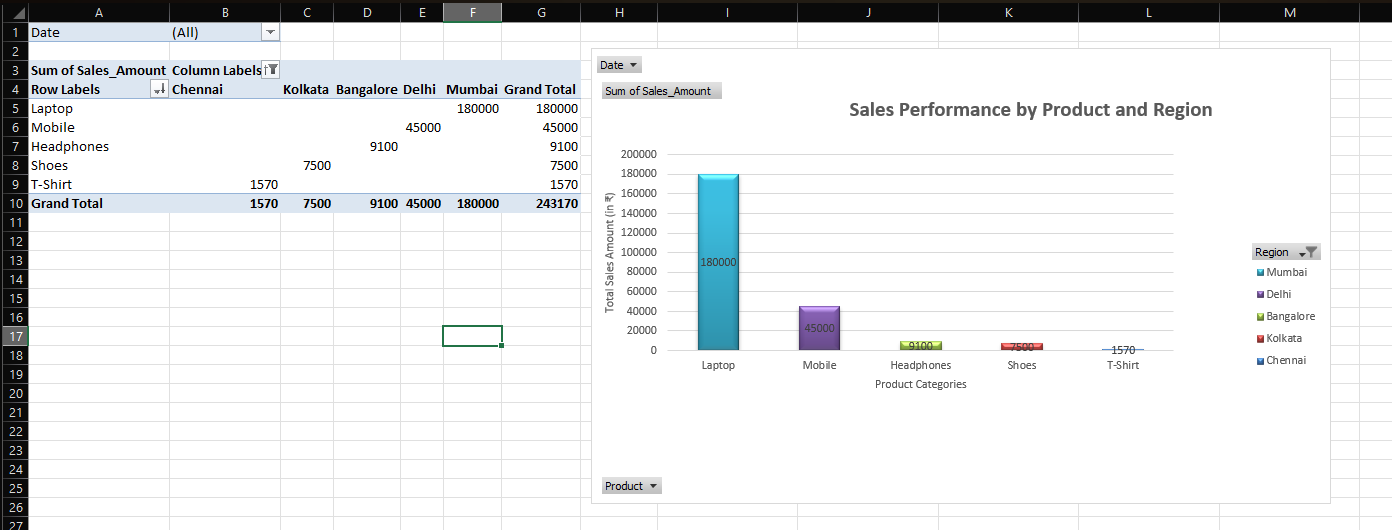 A B C D E F G H I J K L M
1 Date (All)
2
3 Sum of Sales_Amount Column Labels
4 Row Labels Chennai Kolkata Bangalore Delhi Mumbai Grand Total
5 Laptop 180000 180000
6 Mobile 45000 45000
7 Headphones 9100 9100
8 Shoes 7500 7500
9 T-Shirt 1570 1570
10 Grand Total 1570 7500 9100 45000 180000 243170
11
12
13
14
15
16
17
18
19
20
21
22
23
24
25
26
27
Date
Sum of Sales_Amount
Sales Performance by Product and Region
Total Sales Amount (in ₹)
200000
180000
160000
140000
120000
100000
80000
60000
40000
20000
0
180000
45000
9100
7500
1570
Laptop Mobile Headphones Shoes T-Shirt
Product Categories
Region
Mumbai
Delhi
Bangalore
Kolkata
Chennai
Product